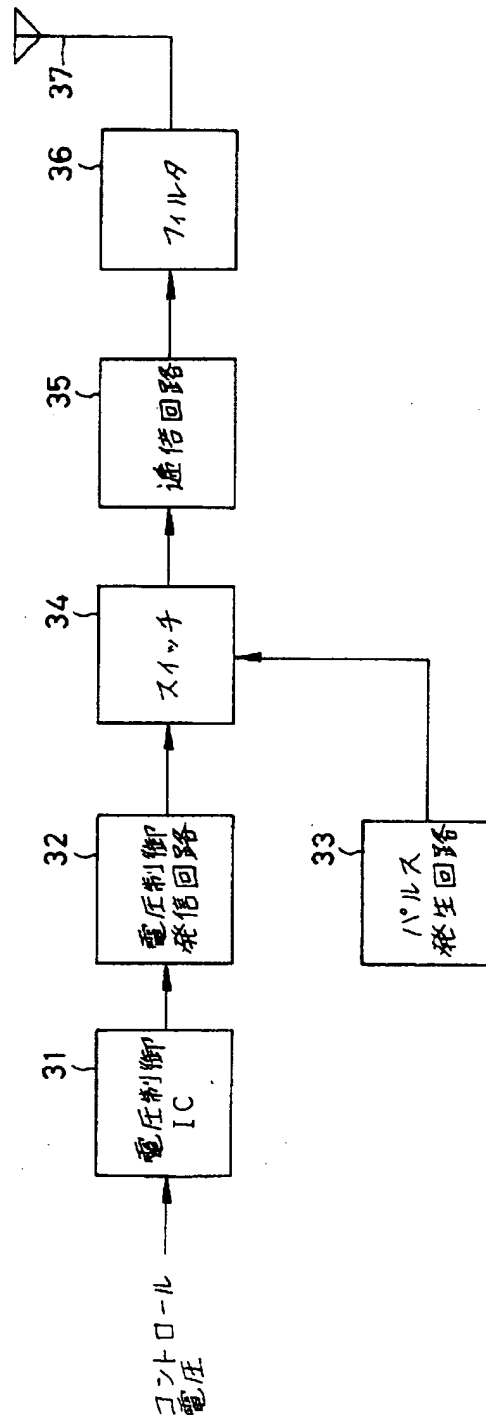 コントロール
電圧
31
電圧制御
IC
32
電圧制御
発信回路
33
パルス
発生回路
34
スイッチ
35
逓倍回路
36
フィルタ
37